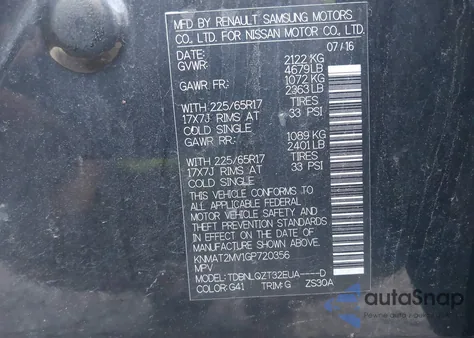 MFD BY RENAULT SAMSUNG MOTORS
CO., LTD. FOR NISSAN MOTOR CO., LTD.
DATE: 07/16
GVWR: 2122 KG
4679LB
GAWR FR: 1072 KG
2363 LB
WITH 225/65R17 TIRES
17X7J RIMS AT 33 PSI
COLD SINGLE
GAWR RR: 1089 KG
2401 LB
WITH 225/65R17 TIRES
17X7J RIMS AT 33 PSI
COLD SINGLE
THIS VEHICLE CONFORMS TO
ALL APPLICABLE FEDERAL
MOTOR VEHICLE SAFETY AND
THEFT PREVENTION STANDARDS
IN EFFECT ON THE DATE OF
MANUFACTURE SHOWN ABOVE.
KNMAT2MV1GP720356
MPV
MODEL: TDBNLQZT32EUA----D
COLOR: G41 TRIM: G ZS30A
autoSnap
by carsfast